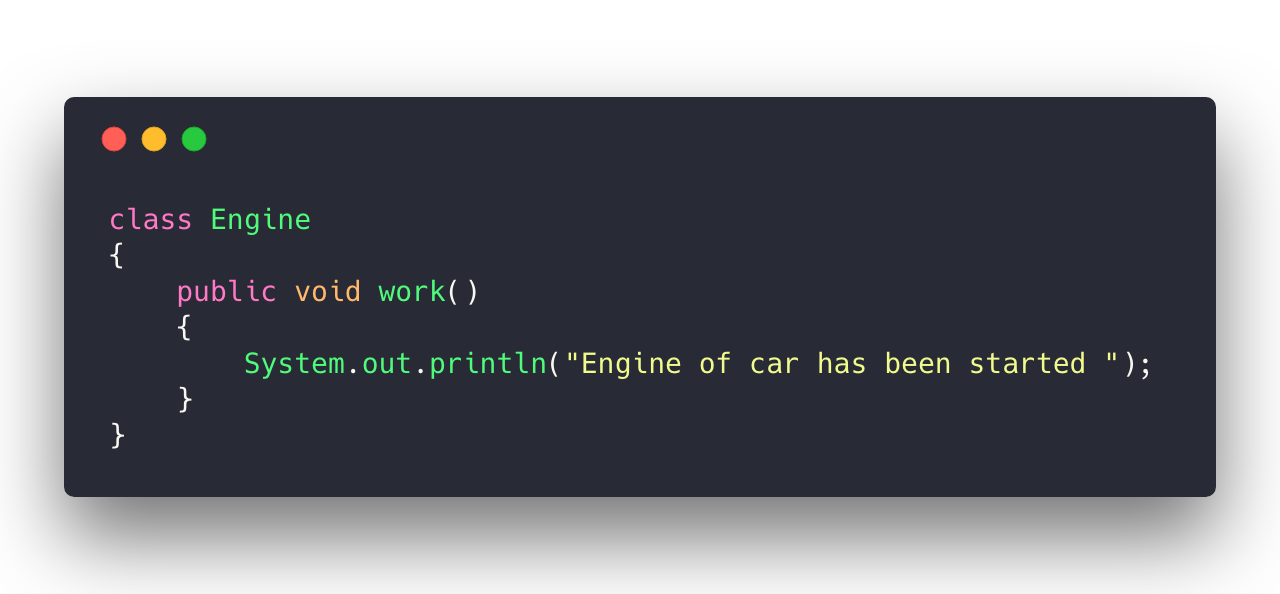 class Engine
{
    public void work()
    {
        System.out.println("Engine of car has been started ");
    }
}